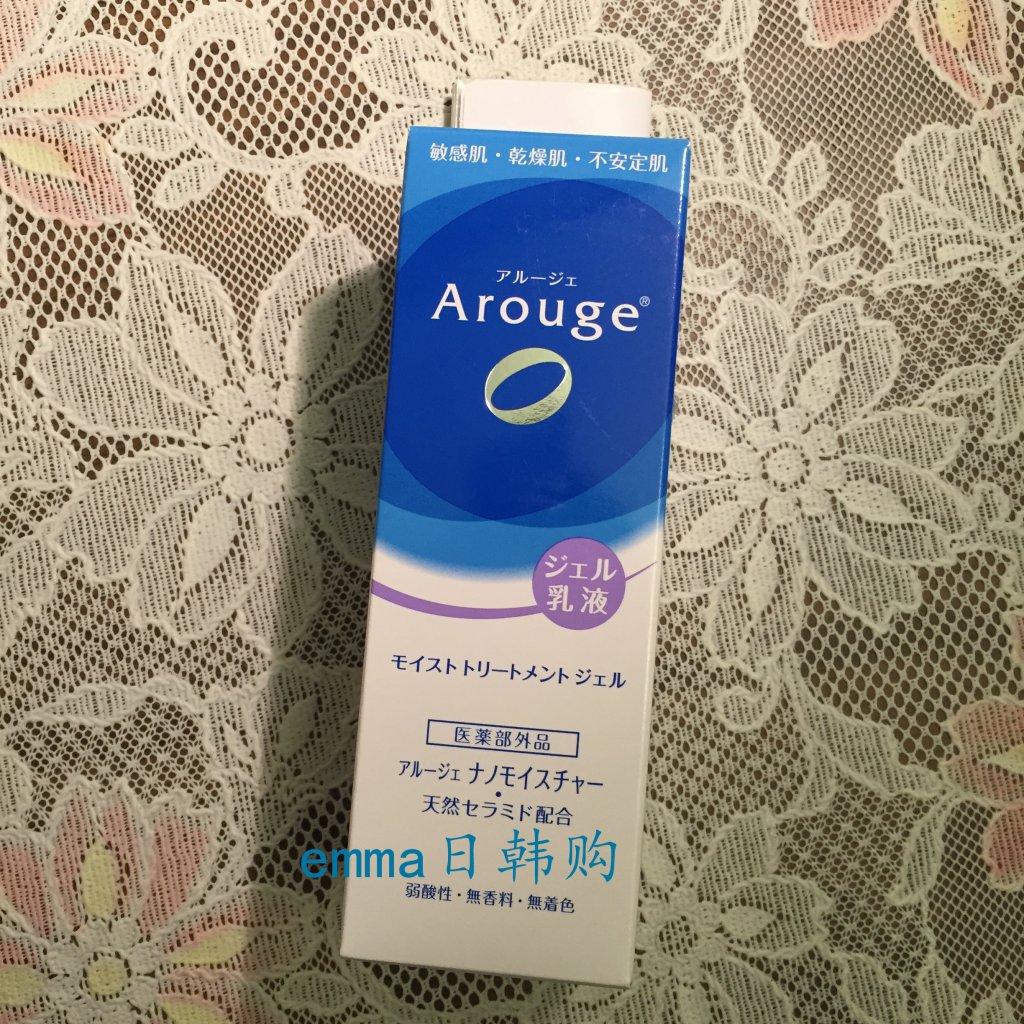 敏感肌・乾燥肌・不安定肌
アルージェ
Arouge®
ジェル
乳液
モイストトリートメントジェル
医薬部外品
アルージェ ナノモイスチャー
・
天然セラミド配合
emma日韩购
弱酸性・無香料・無着色